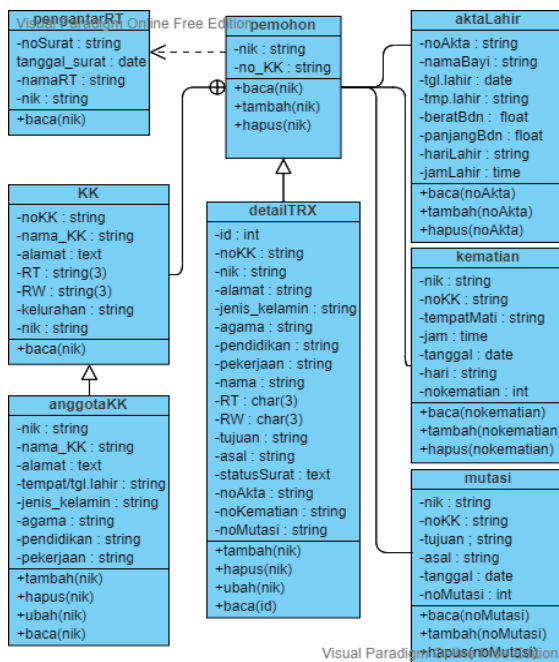 Visual Paradigm Online Free Edition
pengantarRT
-noSurat : string
tanggal_surat : date
-namaRT : string
-nik : string
+baca(nik)
pemohon
-nik : string
-no_KK : string
+baca(nik)
+tambah(nik)
+hapus(nik)
aktaLahir
-noAkta : string
-namaBayi : string
-tgl.lahir : date
-tmp.lahir : string
-beratBdn : float
-panjangBdn : float
-hariLahir : string
-jamLahir : time
+baca(noAkta)
+tambah(noAkta)
+hapus(noAkta)
KK
-noKK : string
-nama_KK : string
-alamat : text
-RT : string(3)
-RW : string(3)
-kelurahan : string
-nik : string
+baca(nik)
detailTRX
-id : int
-noKK : string
-nik : string
-alamat : string
-jenis_kelamin : string
-agama : string
-pendidikan : string
-pekerjaan : string
-nama : string
-RT : char(3)
-RW : char(3)
-tujuan : string
-asal : string
-statusSurat : text
-noAkta : string
-noKematian : string
-noMutasi : string
+tambah(nik)
+hapus(nik)
+ubah(nik)
+baca(id)
kematian
-nik : string
-noKK : string
-tempatMati : string
-jam : time
-tanggal : date
-hari : string
-nokematian : int
+baca(nokematian)
+tambah(nokematian)
+hapus(nokematian)
anggotaKK
-nik : string
-nama_KK : string
-alamat : text
-tempat/tgl.lahir : string
-jenis_kelamin : string
-agama : string
-pendidikan : string
-pekerjaan : string
+tambah(nik)
+hapus(nik)
+ubah(nik)
+baca(nik)
mutasi
-nik : string
-noKK : string
-tujuan ; string
-asal : string
-tanggal : date
-noMutasi : int
+baca(noMutasi)
+tambah(noMutasi)
+hapus(noMutasi)
Visual Paradigm Online Free Edition